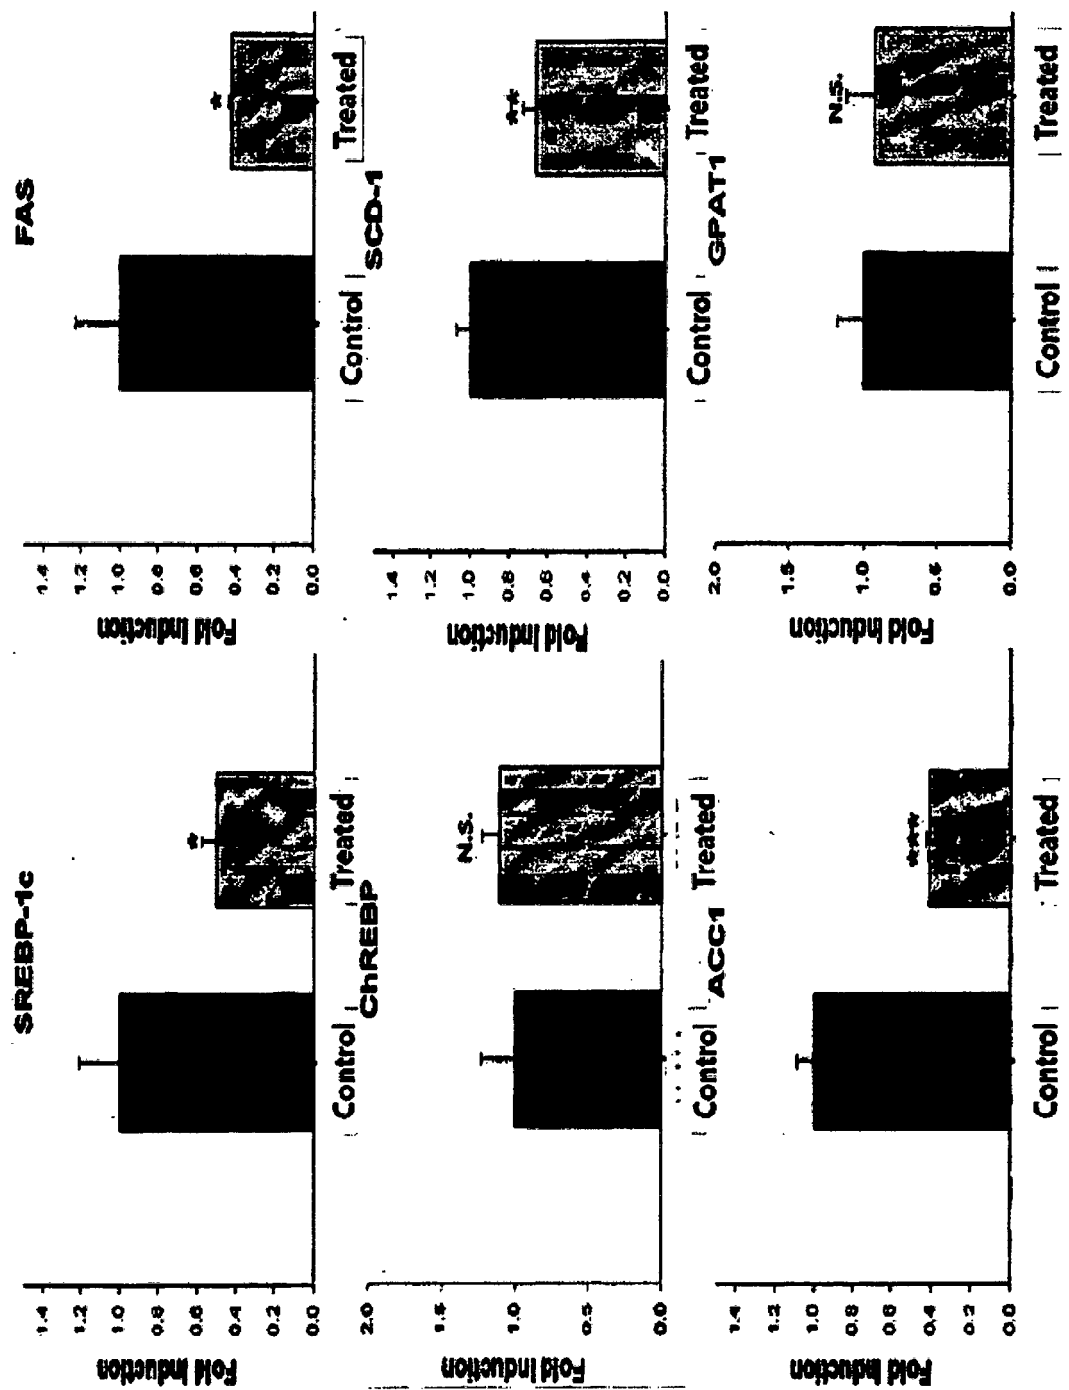 SREBP-1c
Fold Induction
1.4
1.2
1.0
0.8
0.6
0.4
0.2
0.0
*
Control
Treated
FAS
Fold Induction
1.4
1.2
1.0
0.8
0.6
0.4
0.2
0.0
*
Control
Treated
ChREBP
Fold Induction
2.0
1.5
1.0
0.5
0.0
N.s.
Control
Treated
SCD-1
Fold Induction
1.4
1.2
1.0
0.8
0.6
0.4
0.2
0.0
**
Control
Treated
ACC1
Fold Induction
1.4
1.2
1.0
0.8
0.6
0.4
0.2
0.0
***
Control
Treated
GPAT1
Fold Induction
2.0
1.5
1.0
0.5
0.0
N.s.
Control
Treated